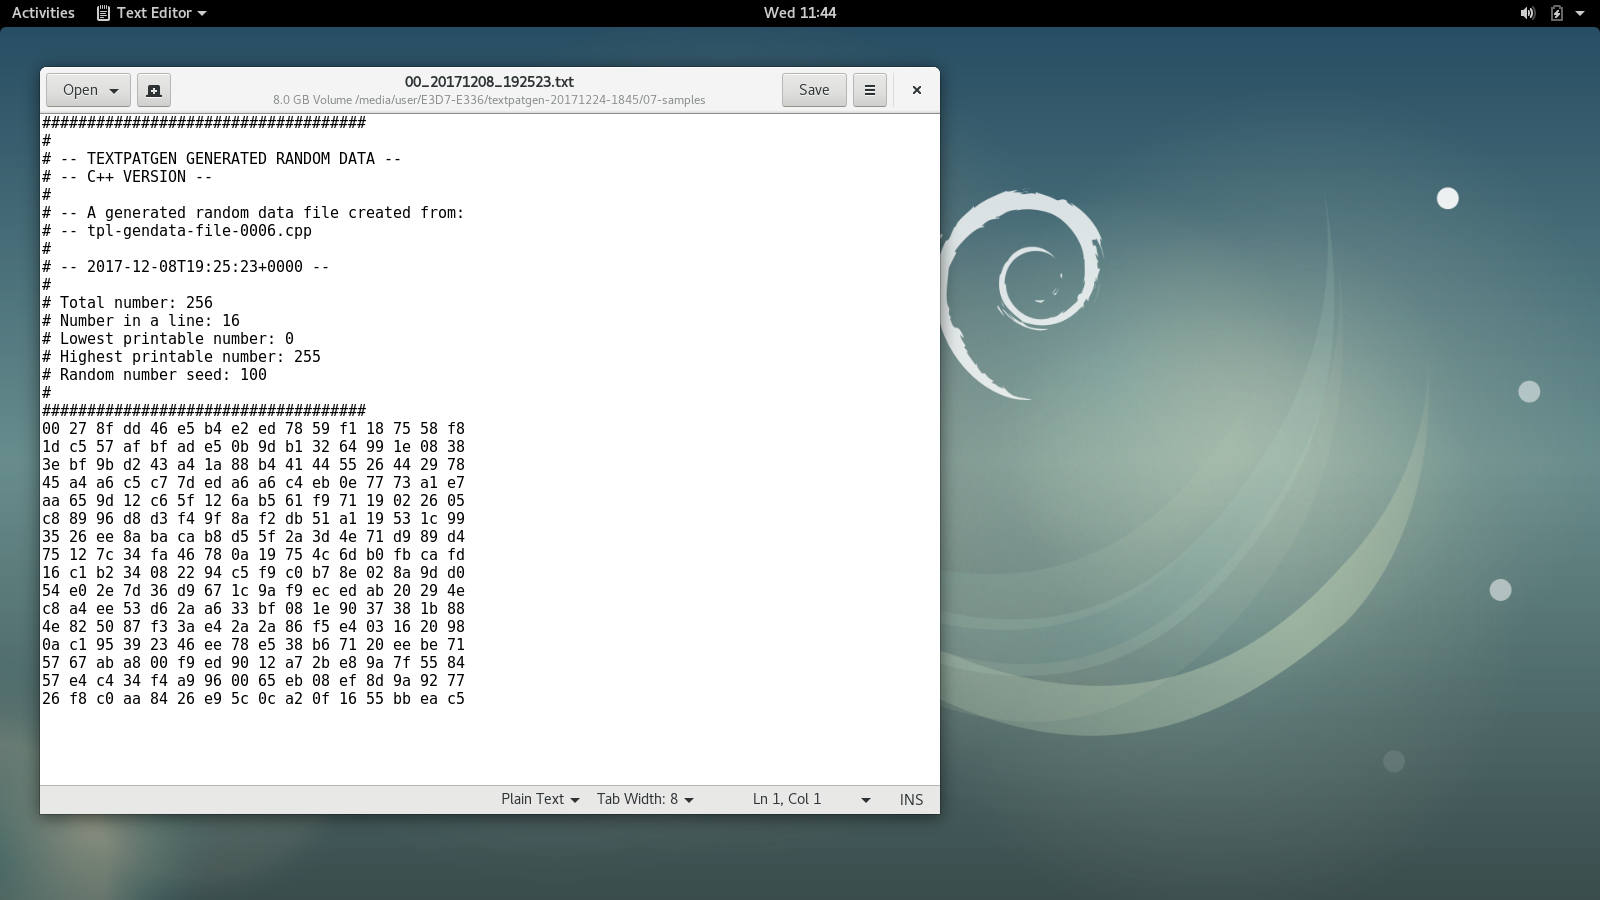 Activities Text Editor Wed 11:44
Open 00_20171208_192523.txt Save
8.0 GB Volume /media/user/E3D7-E336/textpatgen-20171224-1845/07-samples
####################################
#
# -- TEXTPATGEN GENERATED RANDOM DATA --
# -- C++ VERSION --
#
# -- A generated random data file created from:
# -- tpl-gendata-file-0006.cpp
#
# -- 2017-12-08T19:25:23+0000 --
#
# Total number: 256
# Number in a line: 16
# Lowest printable number: 0
# Highest printable number: 255
# Random number seed: 100
#
####################################
00 27 8f dd 46 e5 b4 e2 ed 78 59 f1 18 75 58 f8
1d c5 57 af bf ad e5 0b 9d b1 32 64 99 1e 08 38
3e bf 9b d2 43 a4 1a 88 b4 41 44 55 26 44 29 78
45 a4 a6 c5 c7 7d ed a6 a6 c4 eb 0e 77 73 a1 e7
aa 65 9d 12 c6 5f 12 6a b5 61 f9 71 19 02 26 05
c8 89 96 d8 d3 f4 9f 8a f2 db 51 a1 19 53 1c 99
35 26 ee 8a ba ca b8 d5 5f 2a 3d 4e 71 d9 89 d4
75 12 7c 34 fa 46 78 0a 19 75 4c 6d b0 fb ca fd
16 c1 b2 34 08 22 94 c5 f9 c0 b7 8e 02 8a 9d d0
54 e0 2e 7d 36 d9 67 1c 9a f9 ec ed ab 20 29 4e
c8 a4 ee 53 d6 2a a6 33 bf 08 1e 90 37 38 1b 88
4e 82 50 87 f3 3a e4 2a 2a 86 f5 e4 03 16 20 98
0a c1 95 39 23 46 ee 78 e5 38 b6 71 20 ee be 71
57 67 ab a8 00 f9 ed 90 12 a7 2b e8 9a 7f 55 84
57 e4 c4 34 f4 a9 96 00 65 eb 08 ef 8d 9a 92 77
26 f8 c0 aa 84 26 e9 5c 0c a2 0f 16 55 bb ea c5
Plain Text Tab Width: 8 Ln 1, Col 1 INS